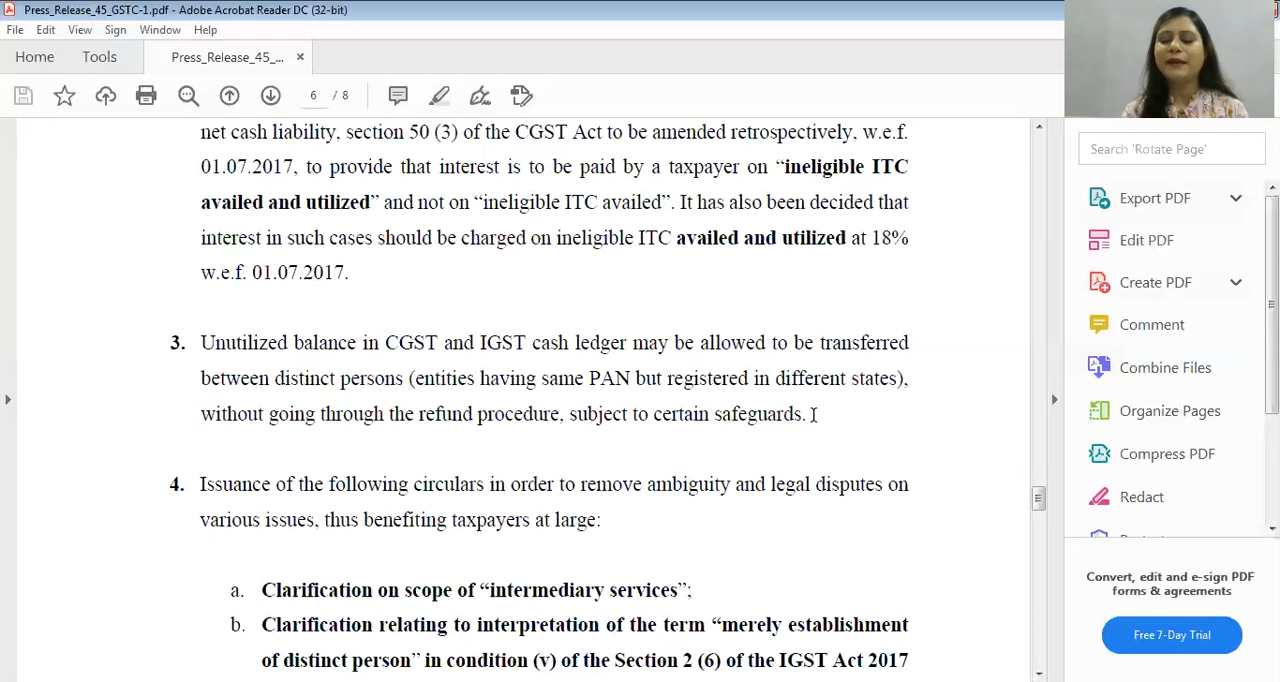 Press_Release_45_GSTC-1.pdf - Adobe Acrobat Reader DC (32-bit)
File Edit View Sign Window Help
Home Tools Press_Release_45_... ×
6 / 8
net cash liability, section 50 (3) of the CGST Act to be amended retrospectively, w.e.f.
01.07.2017, to provide that interest is to be paid by a taxpayer on “ineligible ITC
availed and utilized” and not on “ineligible ITC availed”. It has also been decided that
interest in such cases should be charged on ineligible ITC availed and utilized at 18%
w.e.f. 01.07.2017.
3. Unutilized balance in CGST and IGST cash ledger may be allowed to be transferred
between distinct persons (entities having same PAN but registered in different states),
without going through the refund procedure, subject to certain safeguards.
4. Issuance of the following circulars in order to remove ambiguity and legal disputes on
various issues, thus benefiting taxpayers at large:
a. Clarification on scope of “intermediary services”;
b. Clarification relating to interpretation of the term “merely establishment
of distinct person” in condition (v) of the Section 2 (6) of the IGST Act 2017
Search 'Rotate Page'
Export PDF
Edit PDF
Create PDF
Comment
Combine Files
Organize Pages
Compress PDF
Redact
Convert, edit and e-sign PDF
forms & agreements
Free 7-Day Trial